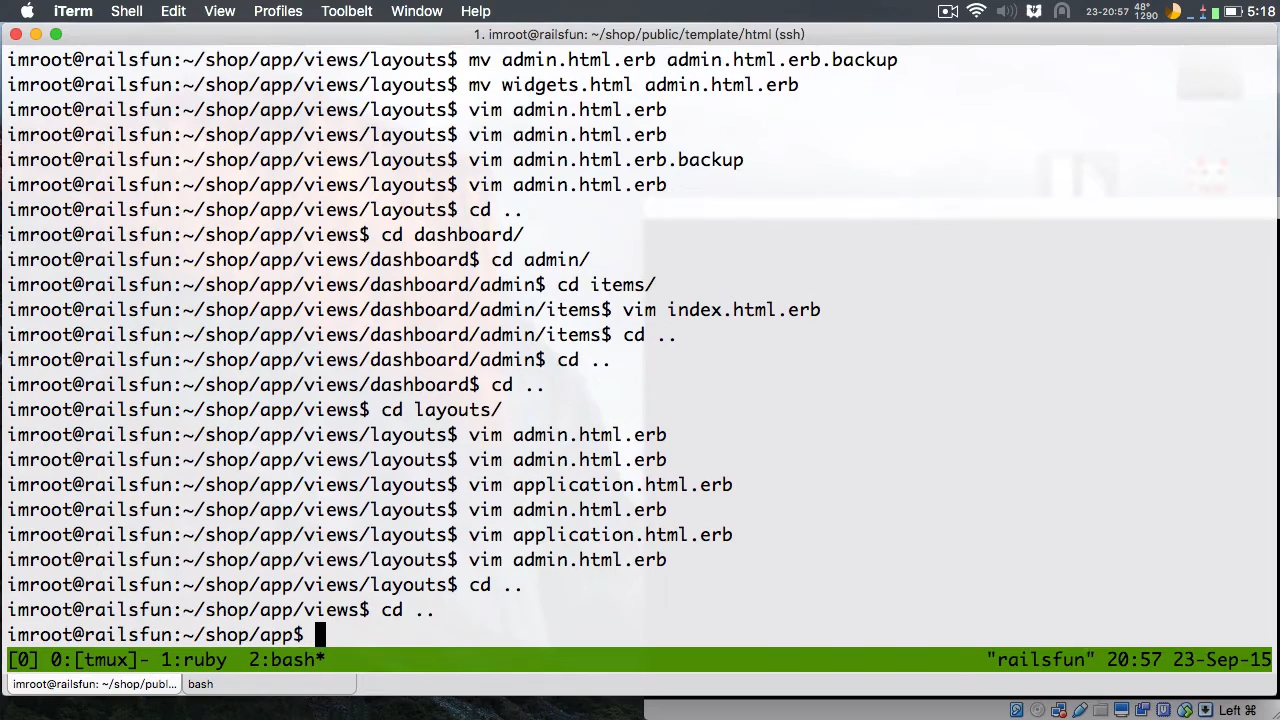 iTerm Shell Edit View Profiles Toolbelt Window Help 23-20:57 48° 1290 5:18
1. imroot@railsfun: ~/shop/public/template/html (ssh)
imroot@railsfun:~/shop/app/views/layouts$ mv admin.html.erb admin.html.erb.backup
imroot@railsfun:~/shop/app/views/layouts$ mv widgets.html admin.html.erb
imroot@railsfun:~/shop/app/views/layouts$ vim admin.html.erb
imroot@railsfun:~/shop/app/views/layouts$ vim admin.html.erb
imroot@railsfun:~/shop/app/views/layouts$ vim admin.html.erb.backup
imroot@railsfun:~/shop/app/views/layouts$ vim admin.html.erb
imroot@railsfun:~/shop/app/views/layouts$ cd ..
imroot@railsfun:~/shop/app/views$ cd dashboard/
imroot@railsfun:~/shop/app/views/dashboard$ cd admin/
imroot@railsfun:~/shop/app/views/dashboard/admin$ cd items/
imroot@railsfun:~/shop/app/views/dashboard/admin/items$ vim index.html.erb
imroot@railsfun:~/shop/app/views/dashboard/admin/items$ cd ..
imroot@railsfun:~/shop/app/views/dashboard/admin$ cd ..
imroot@railsfun:~/shop/app/views/dashboard$ cd ..
imroot@railsfun:~/shop/app/views$ cd layouts/
imroot@railsfun:~/shop/app/views/layouts$ vim admin.html.erb
imroot@railsfun:~/shop/app/views/layouts$ vim admin.html.erb
imroot@railsfun:~/shop/app/views/layouts$ vim application.html.erb
imroot@railsfun:~/shop/app/views/layouts$ vim admin.html.erb
imroot@railsfun:~/shop/app/views/layouts$ vim application.html.erb
imroot@railsfun:~/shop/app/views/layouts$ vim admin.html.erb
imroot@railsfun:~/shop/app/views/layouts$ cd ..
imroot@railsfun:~/shop/app/views$ cd ..
imroot@railsfun:~/shop/app$
[0] 0:[tmux]- 1:ruby 2:bash* "railsfun" 20:57 23-Sep-15
imroot@railsfun: ~/shop/publ... bash
Left ⌘